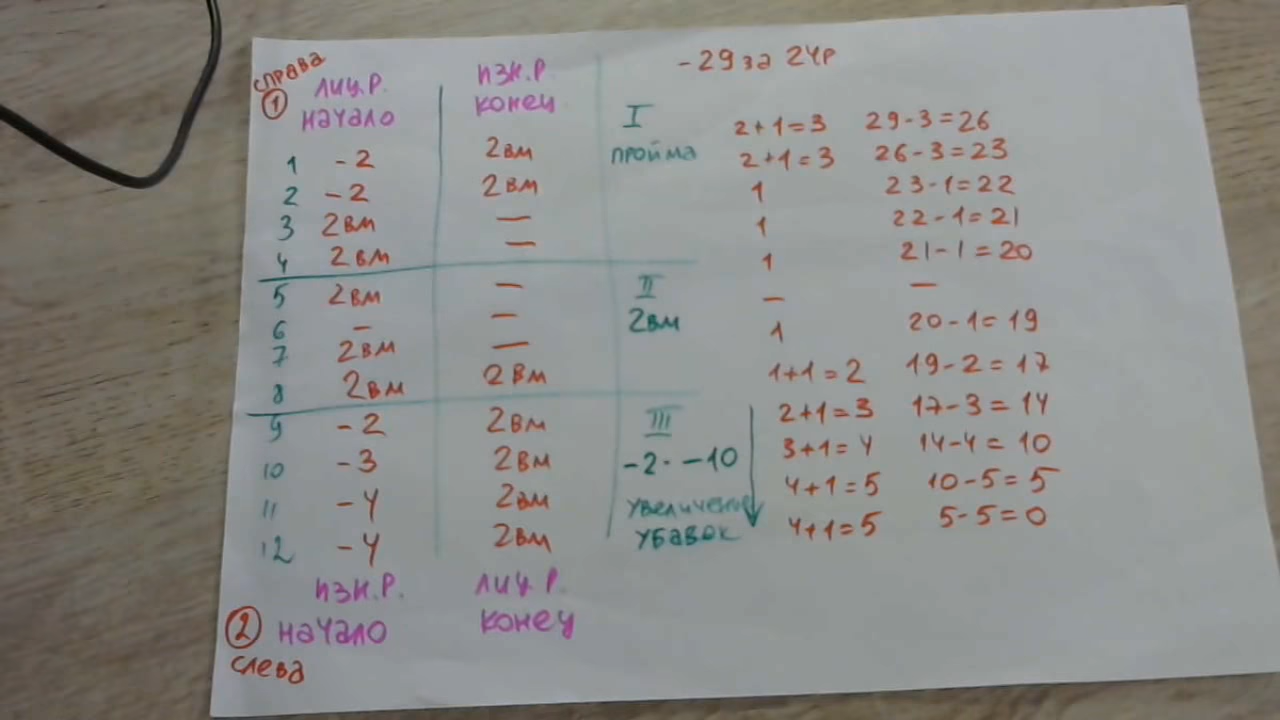 -29 за 24р
справа
① лиц.р. изн.р.
начало конец
I
пройма
1 -2 2вм 2+1=3 29-3=26
2 -2 2вм 2+1=3 26-3=23
3 2вм — 1 23-1=22
4 2вм — 1 22-1=21
II
2вм
5 2вм — 1 21-1=20
6 — — — —
7 2вм — 1 20-1=19
8 2вм 2вм 1+1=2 19-2=17
III
-2. -10
увеличение
убавок
9 -2 2вм 2+1=3 17-3=14
10 -3 2вм 3+1=4 14-4=10
11 -4 2вм 4+1=5 10-5=5
12 -4 2вм 4+1=5 5-5=0
изн.р. лиц.р.
② начало конец
слева